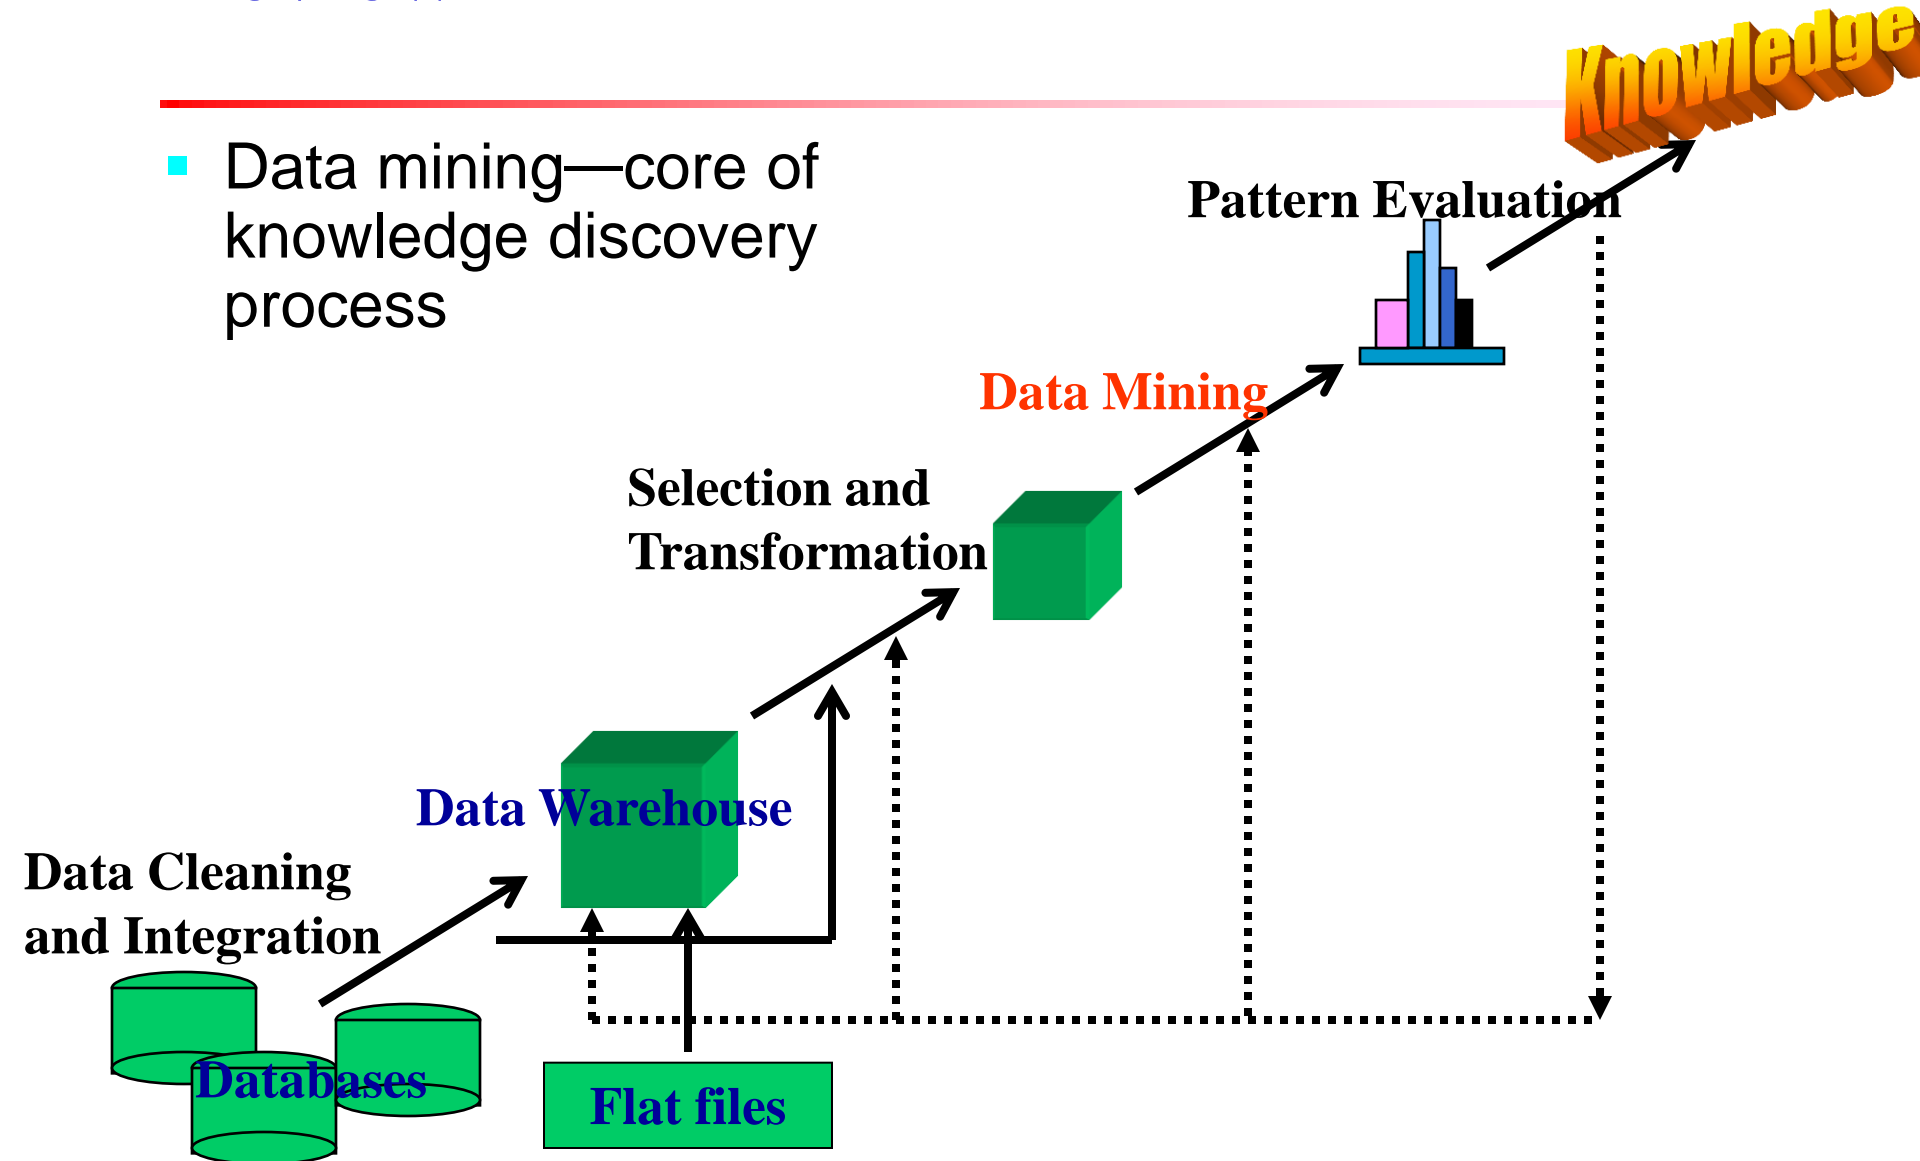 Knowledge
Data mining—core of
knowledge discovery
process
Pattern Evaluation
Data Mining
Selection and
Transformation
Data Warehouse
Data Cleaning
and Integration
Databases
Flat files